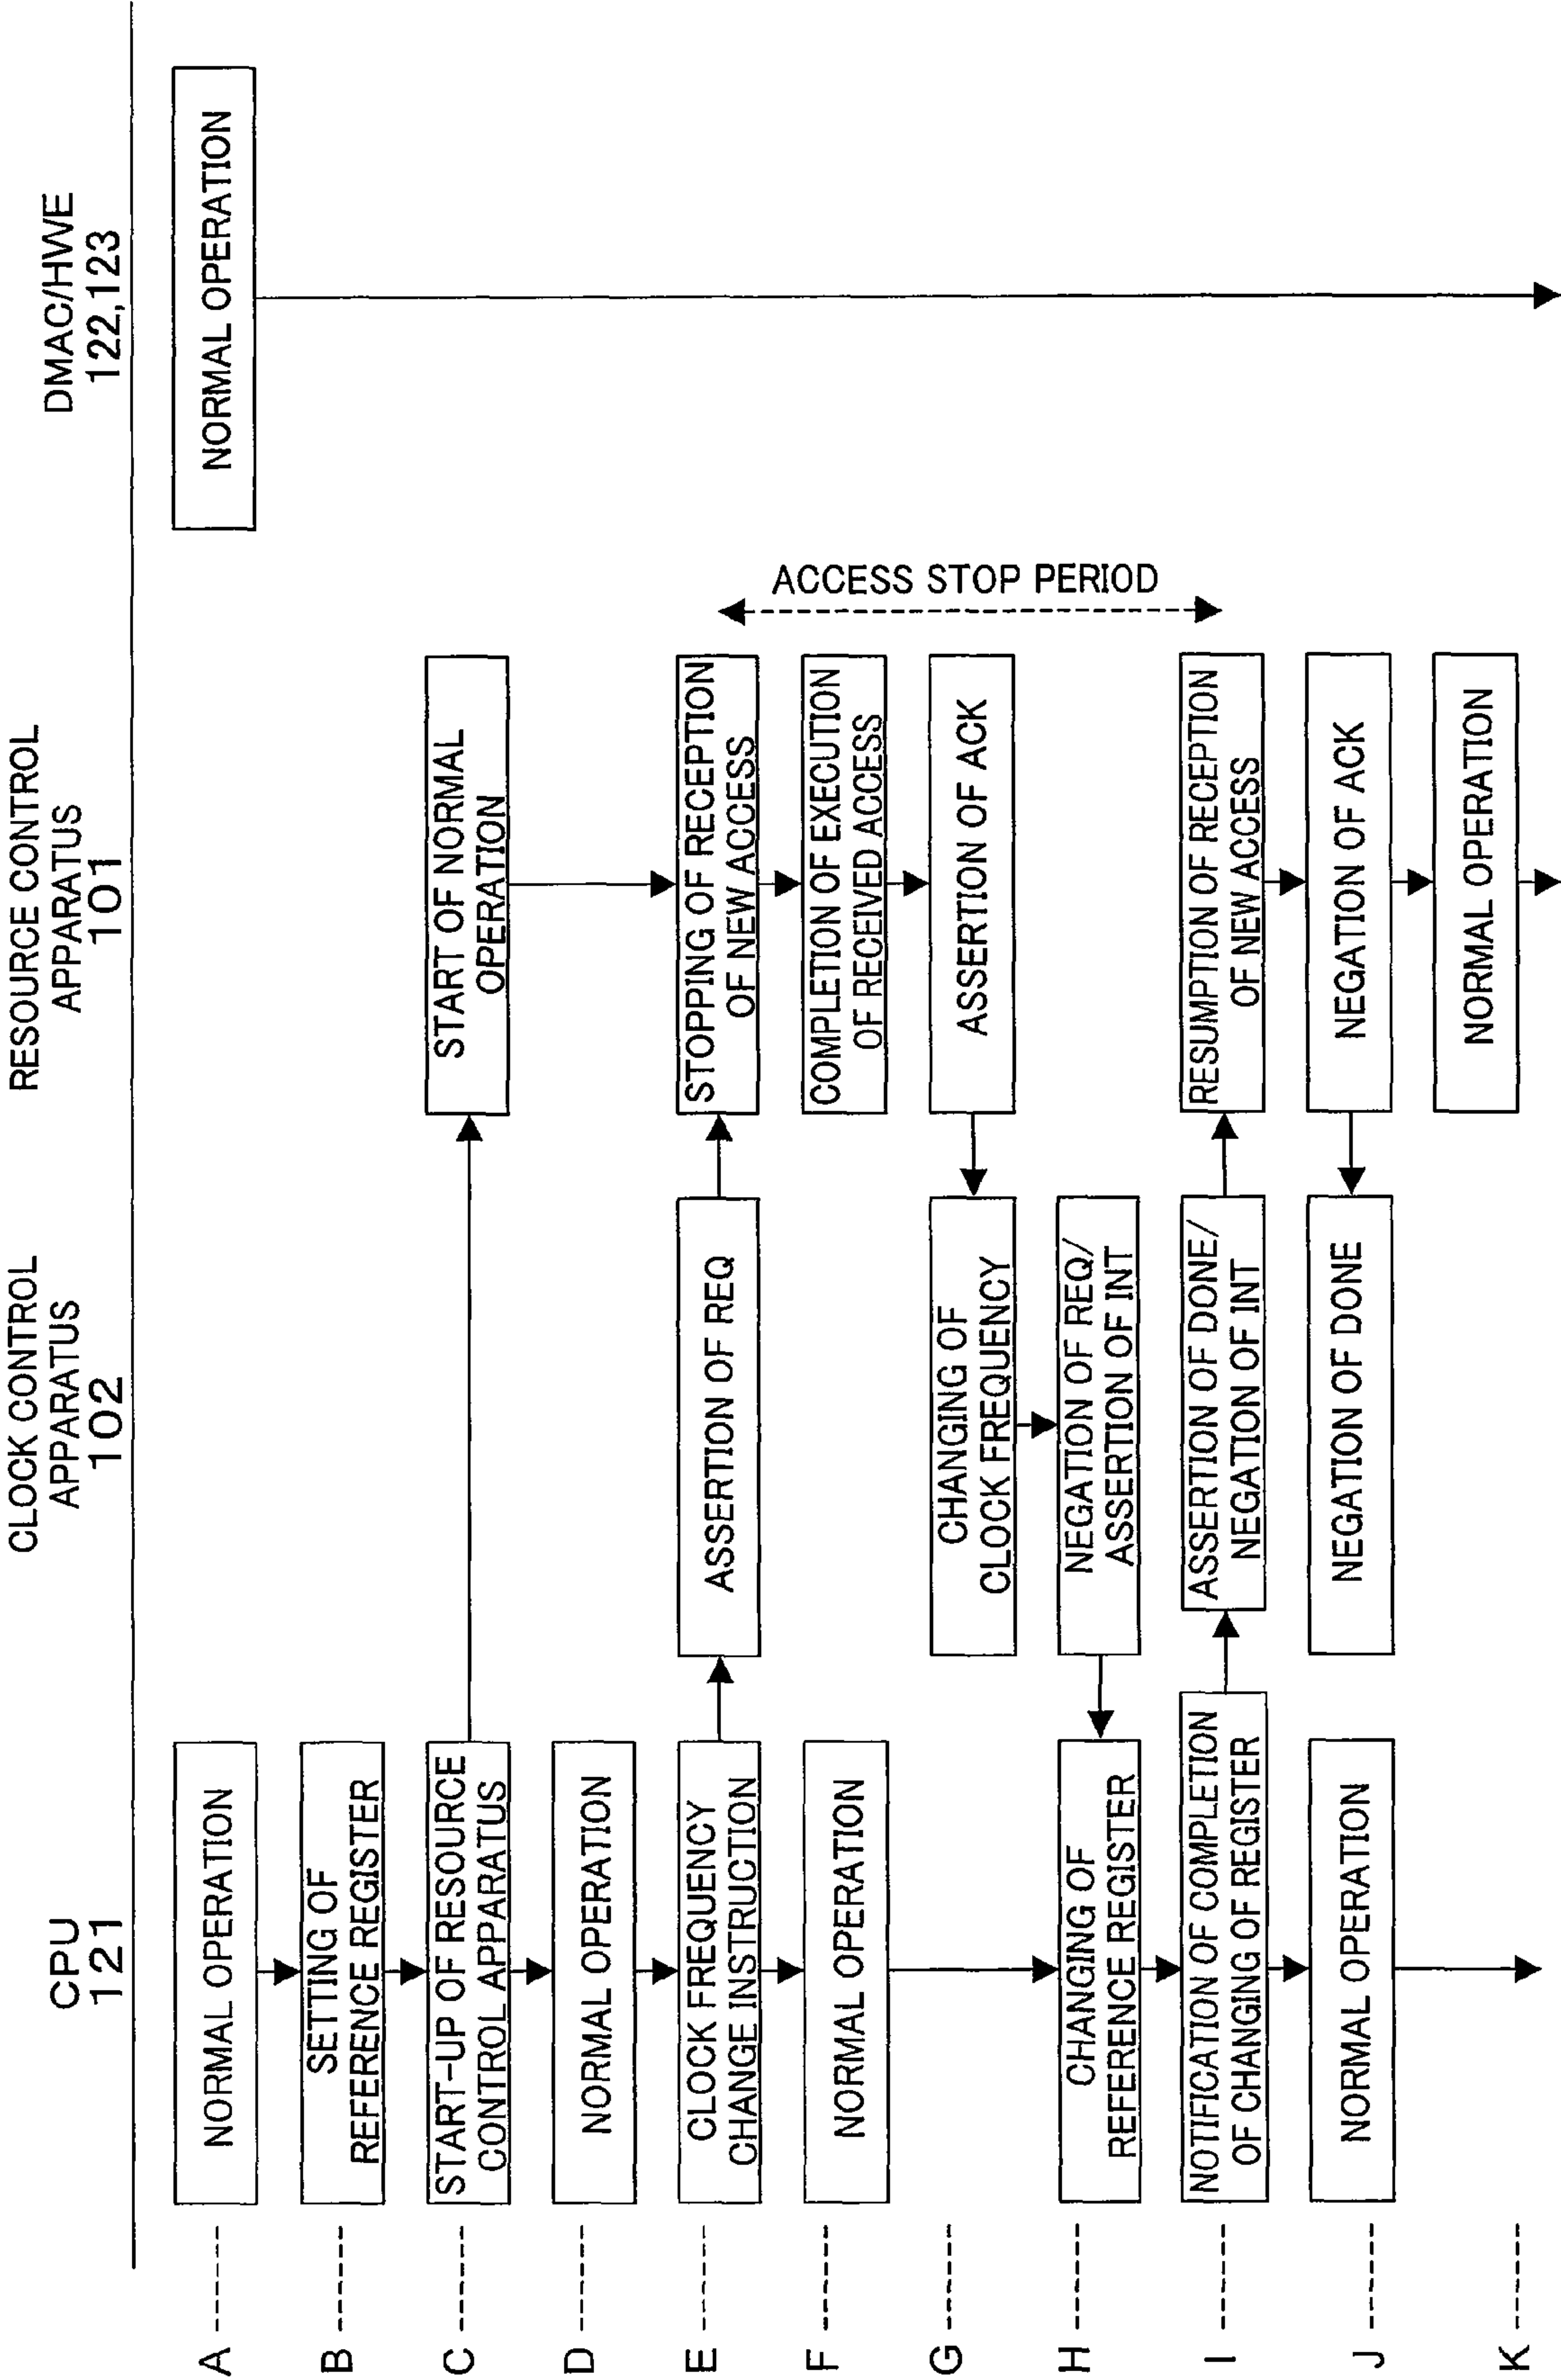 CPU
121
CLOCK CONTROL
APPARATUS
102
RESOURCE CONTROL
APPARATUS
101
DMAC/HWE
122,123
A
NORMAL OPERATION
NORMAL OPERATION
B
SETTING OF
REFERENCE REGISTER
C
START-UP OF RESOURCE
CONTROL APPARATUS
START OF NORMAL
OPERATION
D
NORMAL OPERATION
E
CLOCK FREQUENCY
CHANGE INSTRUCTION
ASSERTION OF REQ
STOPPING OF RECEPTION
OF NEW ACCESS
ACCESS STOP PERIOD
F
NORMAL OPERATION
COMPLETION OF EXECUTION
OF RECEIVED ACCESS
G
CHANGING OF
CLOCK FREQUENCY
ASSERTION OF ACK
H
CHANGING OF
REFERENCE REGISTER
NEGATION OF REQ/
ASSERTION OF INT
I
NOTIFICATION OF COMPLETION
OF CHANGING OF REGISTER
ASSERTION OF DONE/
NEGATION OF INT
RESUMPTION OF RECEPTION
OF NEW ACCESS
J
NORMAL OPERATION
NEGATION OF DONE
NEGATION OF ACK
K
NORMAL OPERATION